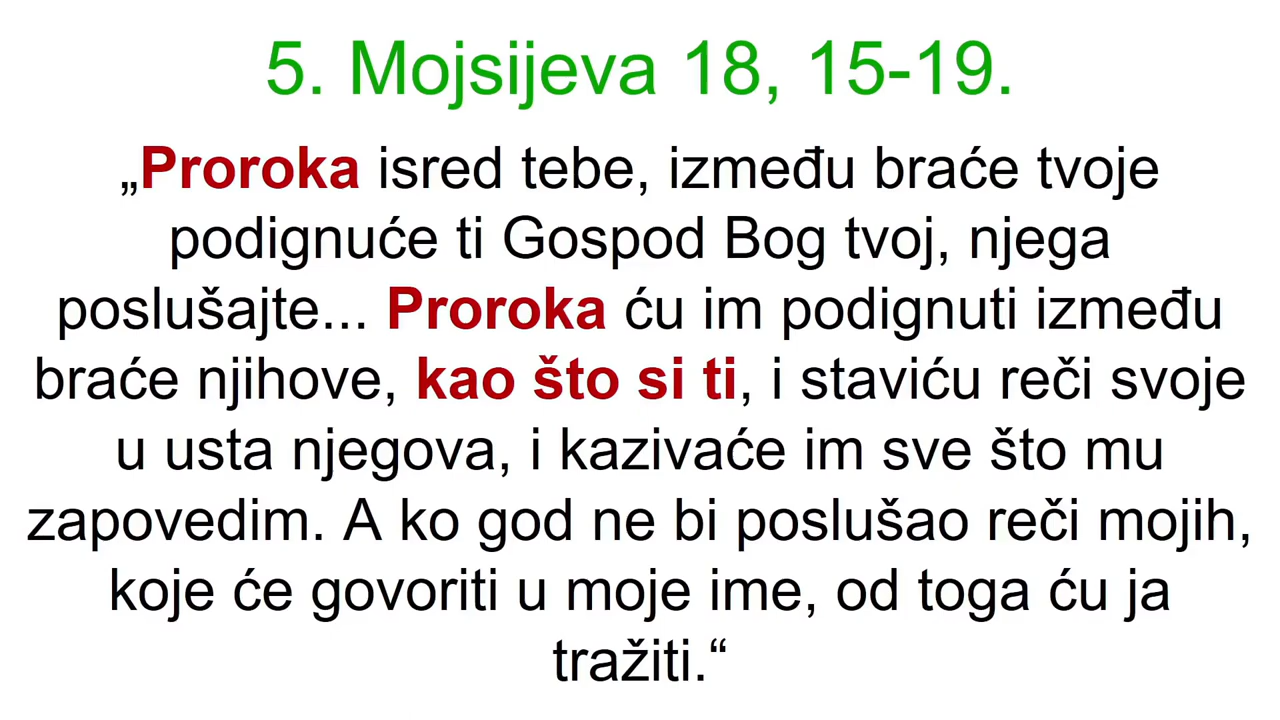 5. Mojsijeva 18, 15-19.
„Proroka isred tebe, između braće tvoje
podignuće ti Gospod Bog tvoj, njega
poslušajte... Proroka ću im podignuti između
braće njihove, kao što si ti, i staviću reči svoje
u usta njegova, i kazivaće im sve što mu
zapovedim. A ko god ne bi poslušao reči mojih,
koje će govoriti u moje ime, od toga ću ja
tražiti.“